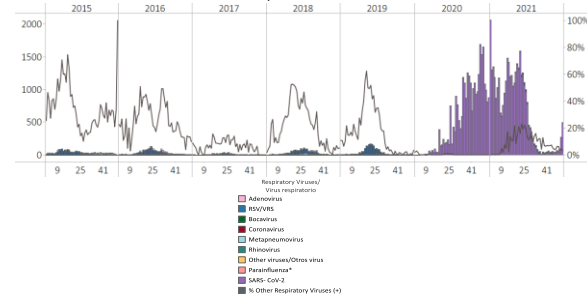 2015 2016 2017 2018 2019 2020 2021
2000 100%
1500 80%
60%
1000
40%
500
20%
0 0%
9 25 41 9 25 41 9 25 41 9 25 41 9 25 41 9 25 41 9 25 41
Respiratory Viruses/
Virus respiratorio
Adenovirus
RSV/VRS
Bocavirus
Coronavirus
Metapneumovirus
Rhinovirus
Other viruses/Otros virus
Parainfluenza*
SARS- CoV-2
% Other Respiratory Viruses (+)